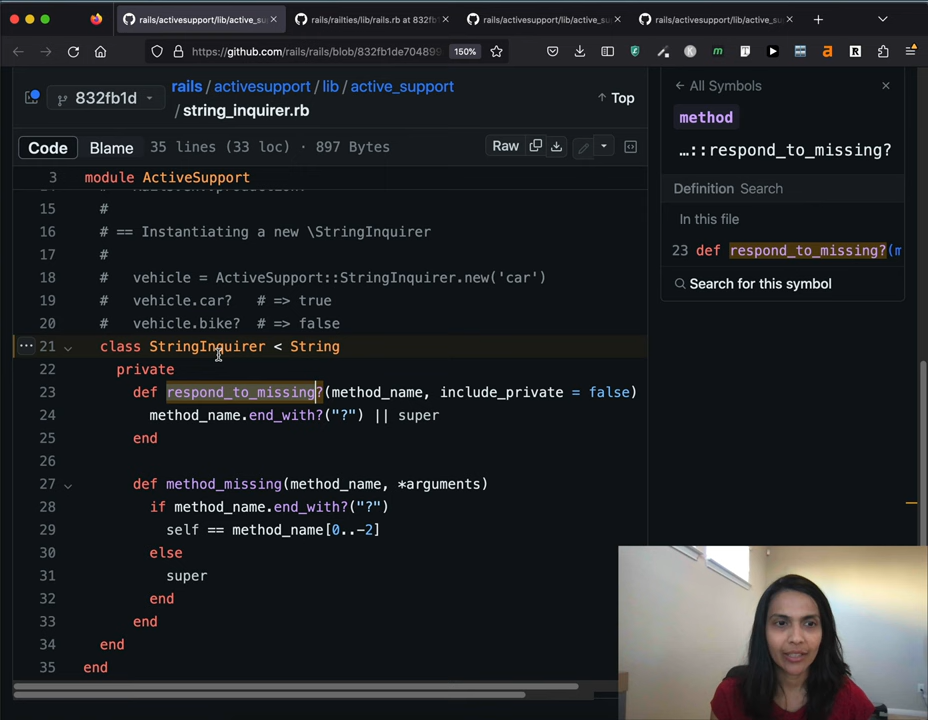 rails/activesupport/lib/active_su
rails/railties/lib/rails.rb at 832fb
rails/activesupport/lib/active_su
rails/activesupport/lib/active_su
https://github.com/rails/rails/blob/832fb1de704899
150%
832fb1d
rails / activesupport / lib / active_support
/ string_inquirer.rb
Top
Code Blame 35 lines (33 loc) · 897 Bytes
Raw
3 module ActiveSupport
15 #
16 # == Instantiating a new \StringInquirer
17 #
18 # vehicle = ActiveSupport::StringInquirer.new('car')
19 # vehicle.car? # => true
20 # vehicle.bike? # => false
21 class StringInquirer < String
22 private
23 def respond_to_missing?(method_name, include_private = false)
24 method_name.end_with?("?") || super
25 end
26
27 def method_missing(method_name, *arguments)
28 if method_name.end_with?("?")
29 self == method_name[0..-2]
30 else
31 super
32 end
33 end
34 end
35 end
All Symbols
method
…::respond_to_missing?
Definition Search
In this file
23 def respond_to_missing?(m
Search for this symbol